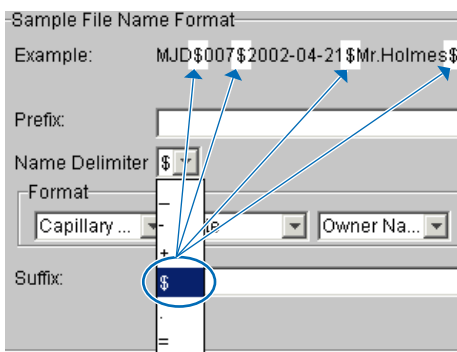 Sample File Name Format
Example: MJD$007$2002-04-21$Mr.Holmes$
Prefix:
Name Delimiter $
_
Format
Capillary ... - Owner Na...
+
Suffix: $
.
=